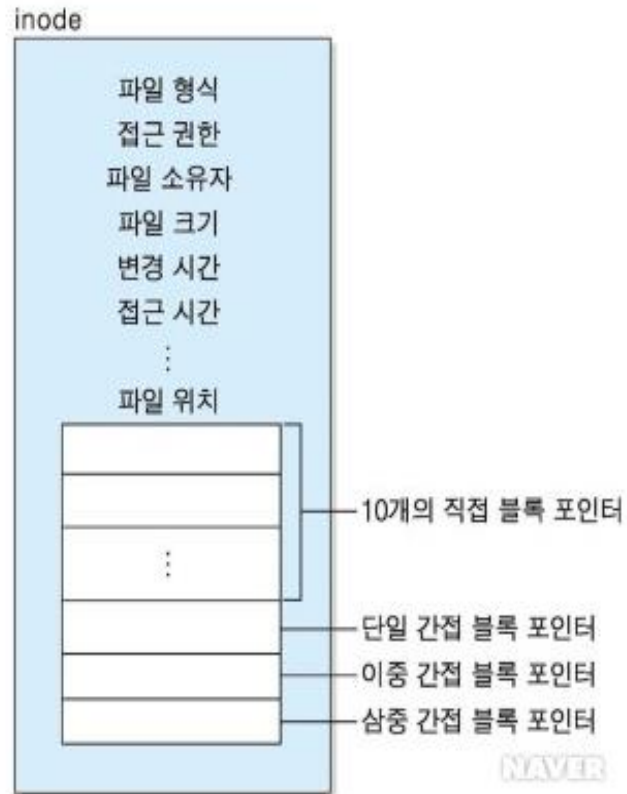 inode
파일 형식
접근 권한
파일 소유자
파일 크기
변경 시간
접근 시간
⋮
파일 위치
⋮
10개의 직접 블록 포인터
단일 간접 블록 포인터
이중 간접 블록 포인터
삼중 간접 블록 포인터
NAVER